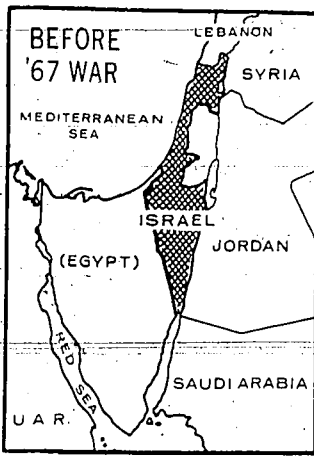 BEFORE
'67 WAR
LEBANON
SYRIA
MEDITERRANEAN
SEA
ISRAEL
JORDAN
(EGYPT)
RED SEA
SAUDI ARABIA
U A R.